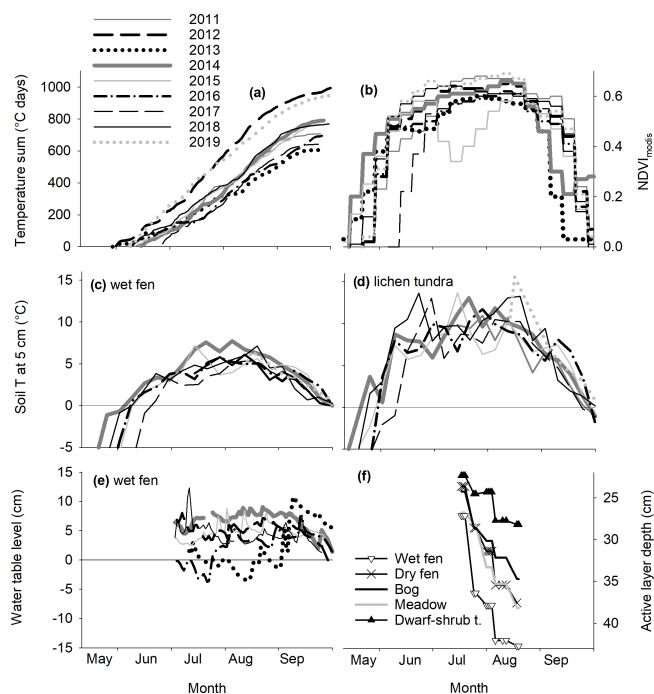 2011
2012
2013
2014
2015
2016
2017
2018
2019
(a)
Temperature sum (°C days)
1000
800
600
400
200
0
(b)
NDVImodis
0.6
0.4
0.2
0.0
(c) wet fen
Soil T at 5 cm (°C)
15
10
5
0
-5
(d) lichen tundra
(e) wet fen
Water table level (cm)
15
10
5
0
-5
-10
-15
May Jun Jul Aug Sep
Month
(f)
Wet fen
Dry fen
Bog
Meadow
Dwarf-shrub t.
Active layer depth (cm)
25
30
35
40
May Jun Jul Aug Sep
Month